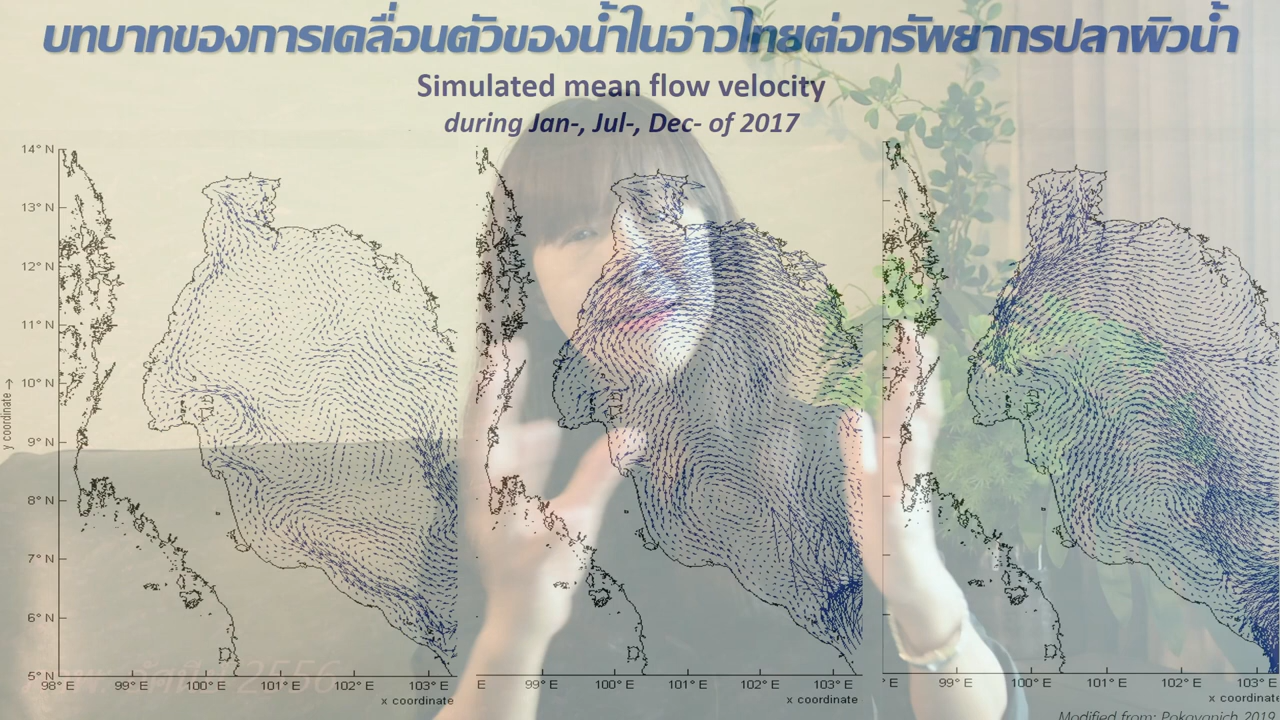 บทบาทของการเคลื่อนตัวของน้ำในอ่าวไทยต่อทรัพยากรปลาผิวน้ำ
Simulated mean flow velocity
during Jan-, Jul-, Dec- of 2017
14° N
13° N
12° N
11° N
10° N
9° N
8° N
7° N
6° N
5° N
y coordinate →
98° E 99° E 100° E 101° E 102° E 103° E
x coordinate
E 99° E 100° E 101° E 102° E 103° E
x coordinate
° E 99° E 100° E 101° E 102° E 103° E
x coordinate
2556
Modified from: Pokavanich 2019